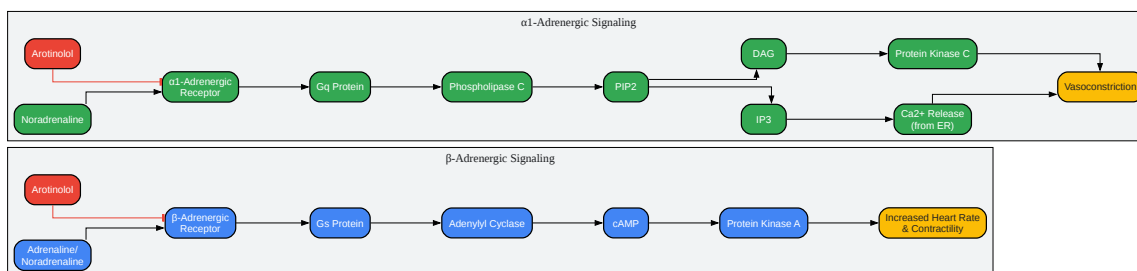 α1-Adrenergic Signaling
Arotinolol
α1-Adrenergic
Receptor
Noradrenaline
Gq Protein
Phospholipase C
PIP2
DAG
IP3
Protein Kinase C
Ca2+ Release
(from ER)
Vasoconstriction
β-Adrenergic Signaling
Arotinolol
β-Adrenergic
Receptor
Adrenaline/
Noradrenaline
Gs Protein
Adenylyl Cyclase
cAMP
Protein Kinase A
Increased Heart Rate
& Contractility